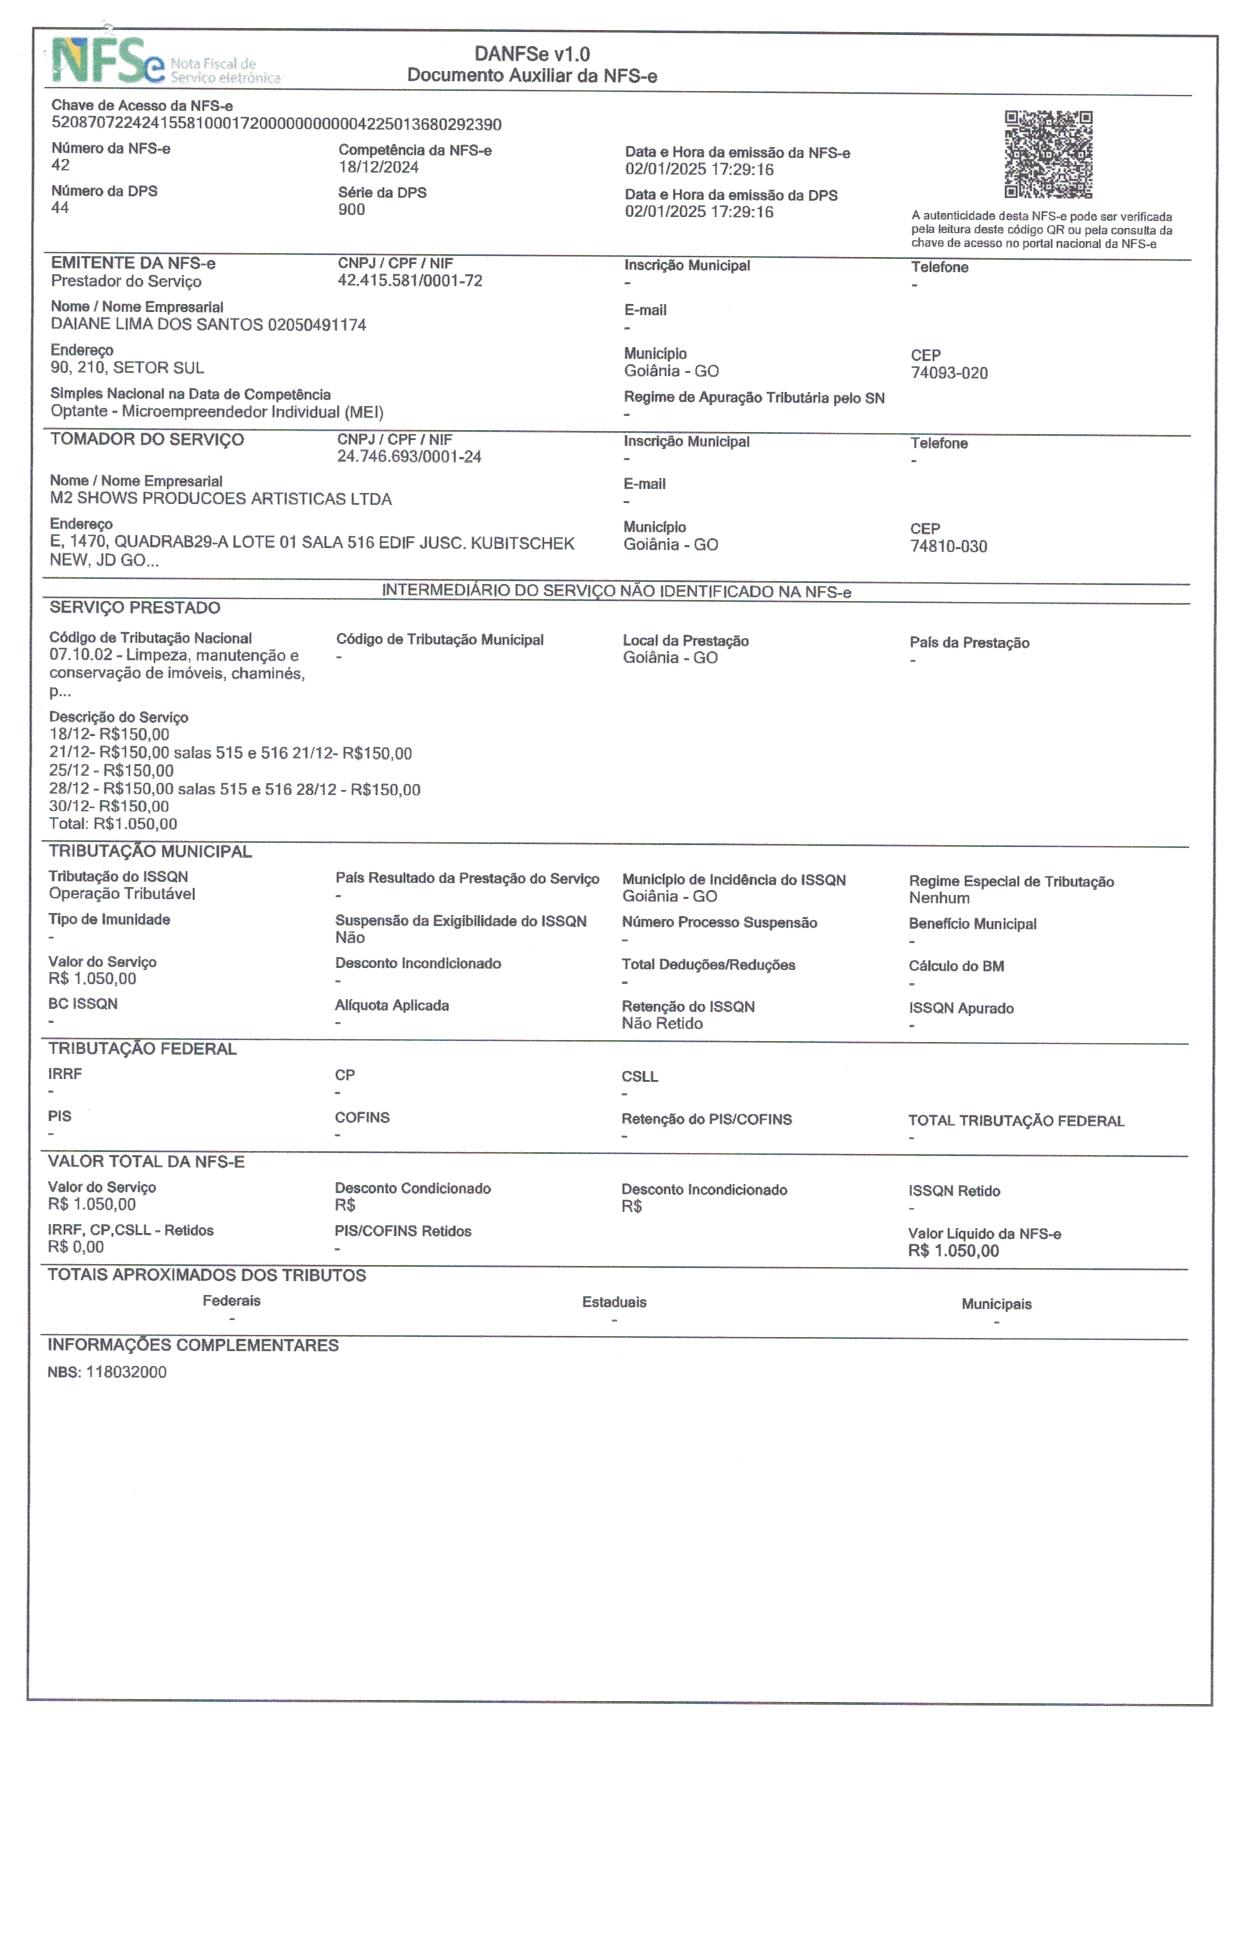 NFSe Nota Fiscal de
Serviço eletrônica
DANFSe v1.0
Documento Auxiliar da NFS-e
Chave de Acesso da NFS-e
52087072242415581000172000000000004225013680292390
Número da NFS-e
42
Competência da NFS-e
18/12/2024
Data e Hora da emissão da NFS-e
02/01/2025 17:29:16
Número da DPS
44
Série da DPS
900
Data e Hora da emissão da DPS
02/01/2025 17:29:16
A autenticidade desta NFS-e pode ser verificada
pela leitura deste código QR ou pela consulta da
chave de acesso no portal nacional da NFS-e
EMITENTE DA NFS-e
Prestador do Serviço
CNPJ / CPF / NIF
42.415.581/0001-72
Inscrição Municipal
-
Telefone
-
Nome / Nome Empresarial
DAIANE LIMA DOS SANTOS 02050491174
E-mail
-
Endereço
90, 210, SETOR SUL
Município
Goiânia - GO
CEP
74093-020
Simples Nacional na Data de Competência
Optante - Microempreendedor Individual (MEI)
Regime de Apuração Tributária pelo SN
-
TOMADOR DO SERVIÇO
CNPJ / CPF / NIF
24.746.693/0001-24
Inscrição Municipal
-
Telefone
-
Nome / Nome Empresarial
M2 SHOWS PRODUCOES ARTISTICAS LTDA
E-mail
-
Endereço
E, 1470, QUADRAB29-A LOTE 01 SALA 516 EDIF JUSC. KUBITSCHEK
NEW, JD GO...
Município
Goiânia - GO
CEP
74810-030
INTERMEDIÁRIO DO SERVIÇO NÃO IDENTIFICADO NA NFS-e
SERVIÇO PRESTADO
Código de Tributação Nacional
07.10.02 - Limpeza, manutenção e
conservação de imóveis, chaminés,
p...
Código de Tributação Municipal
-
Local da Prestação
Goiânia - GO
País da Prestação
-
Descrição do Serviço
18/12- R$150,00
21/12- R$150,00 salas 515 e 516 21/12- R$150,00
25/12 - R$150,00
28/12 - R$150,00 salas 515 e 516 28/12 - R$150,00
30/12- R$150,00
Total: R$1.050,00
TRIBUTAÇÃO MUNICIPAL
Tributação do ISSQN
Operação Tributável
País Resultado da Prestação do Serviço
-
Município de Incidência do ISSQN
Goiânia - GO
Regime Especial de Tributação
Nenhum
Tipo de Imunidade
-
Suspensão da Exigibilidade do ISSQN
Não
Número Processo Suspensão
-
Benefício Municipal
-
Valor do Serviço
R$ 1.050,00
Desconto Incondicionado
-
Total Deduções/Reduções
-
Cálculo do BM
-
BC ISSQN
-
Alíquota Aplicada
-
Retenção do ISSQN
Não Retido
ISSQN Apurado
-
TRIBUTAÇÃO FEDERAL
IRRF
-
CP
-
CSLL
-
PIS
-
COFINS
-
Retenção do PIS/COFINS
-
TOTAL TRIBUTAÇÃO FEDERAL
-
VALOR TOTAL DA NFS-E
Valor do Serviço
R$ 1.050,00
Desconto Condicionado
R$
Desconto Incondicionado
R$
ISSQN Retido
-
IRRF, CP,CSLL - Retidos
R$ 0,00
PIS/COFINS Retidos
-
Valor Líquido da NFS-e
R$ 1.050,00
TOTAIS APROXIMADOS DOS TRIBUTOS
Federais
-
Estaduais
-
Municipais
-
INFORMAÇÕES COMPLEMENTARES
NBS: 118032000